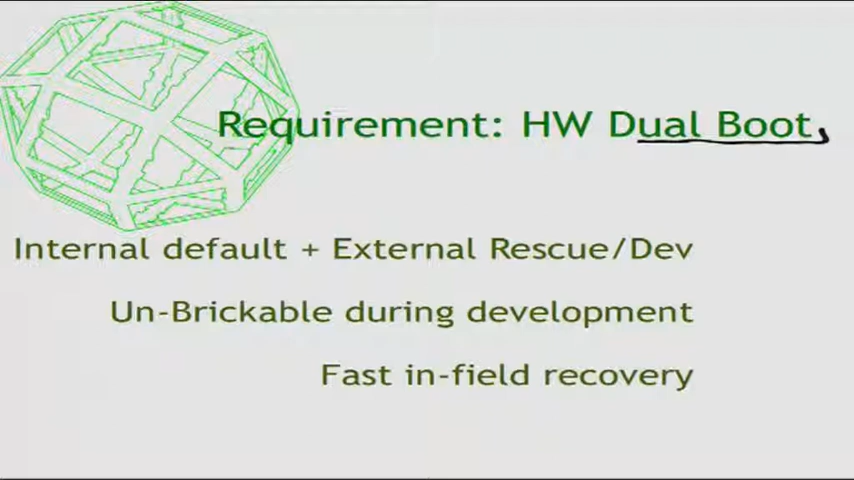 Requirement: HW Dual Boot
Internal default + External Rescue/Dev
Un-Brickable during development
Fast in-field recovery